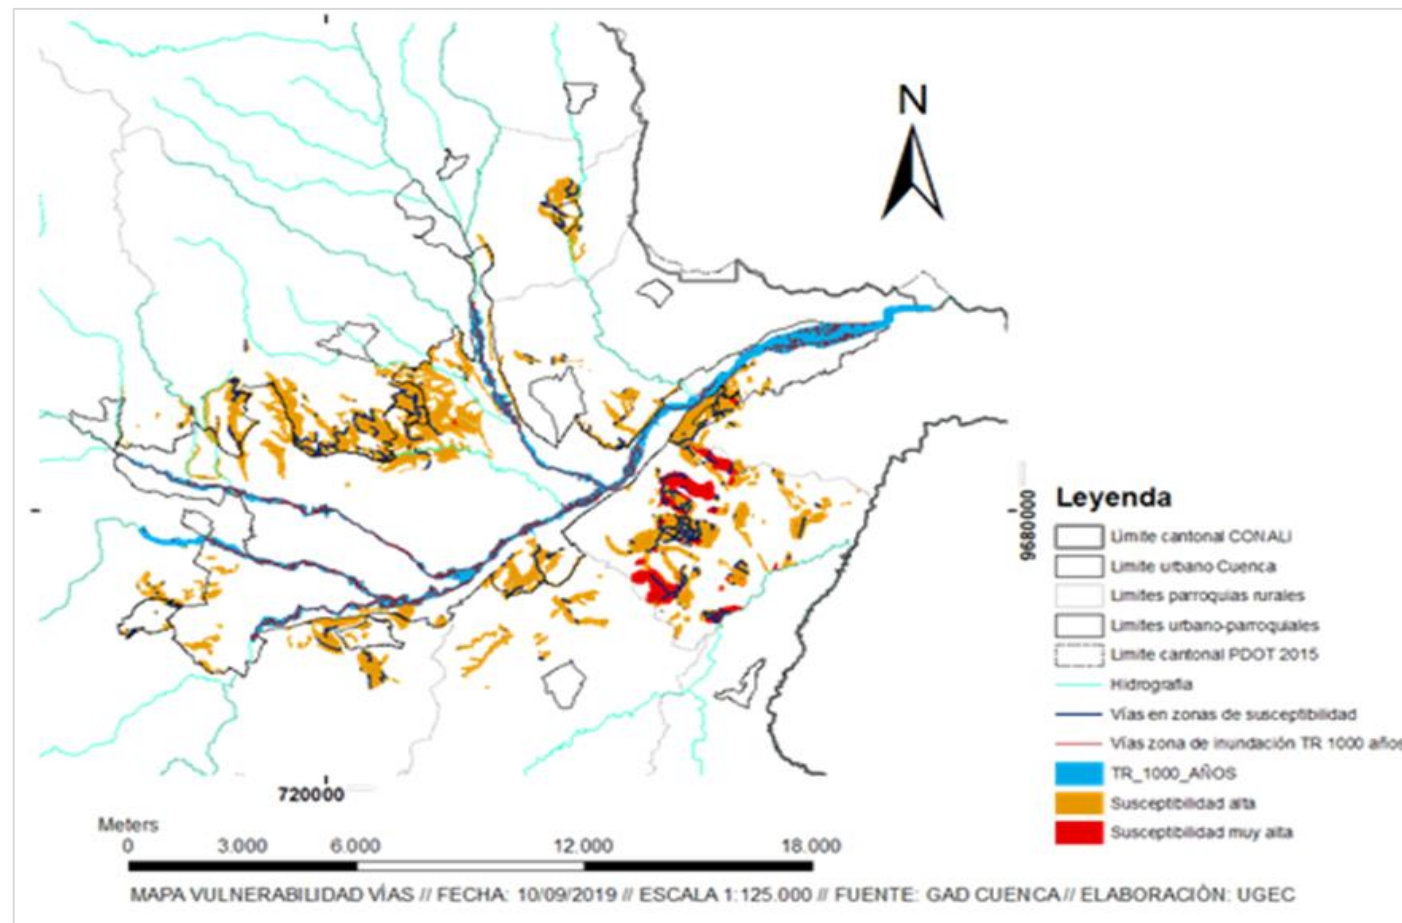 N
9680000
Leyenda
Límite cantonal CONALI
Limite urbano Cuenca
Límites parroquias rurales
Limites urbano-parroquiales
Limite cantonal PDOT 2015
Hidrografia
Vías en zonas de susceptibilidad
Vías zona de inundación TR 1000 años
TR_1000_AÑOS
Susceptibilidad alta
Susceptibilidad muy alta
720000
Meters
0 3.000 6.000 12.000 18.000
MAPA VULNERABILIDAD VÍAS // FECHA: 10/09/2019 // ESCALA 1:125.000 // FUENTE: GAD CUENCA // ELABORACIÓN: UGEC